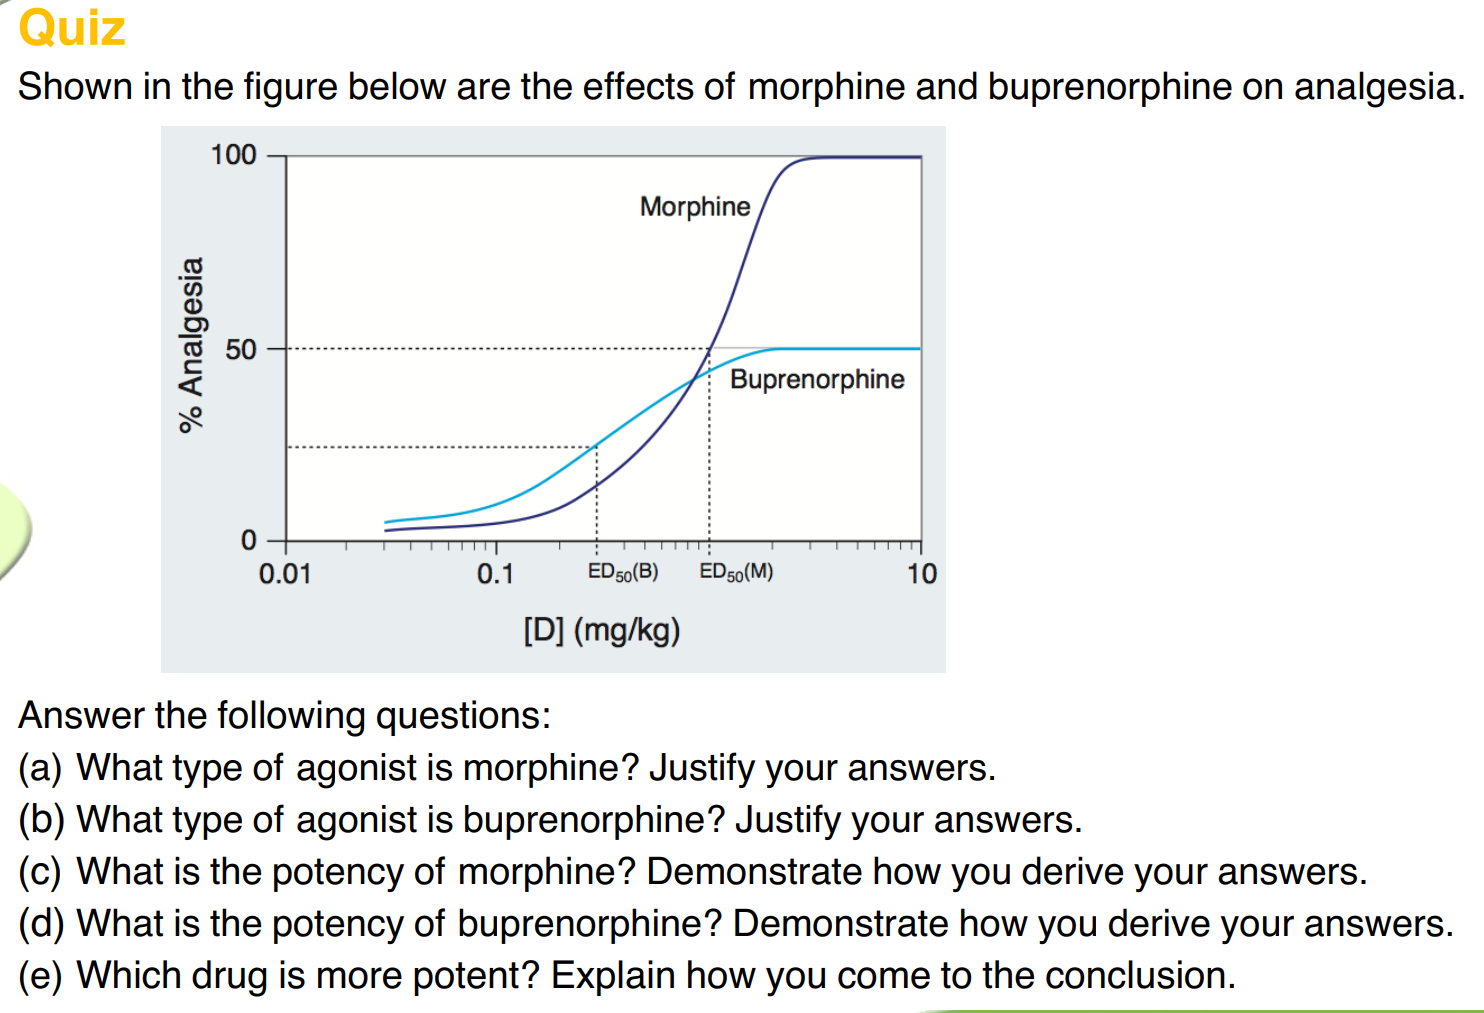 Quiz
Shown in the figure below are the effects of morphine and buprenorphine on analgesia.
100
Morphine
% Analgesia
50
Buprenorphine
0
0.01
0.1
ED50(B)
ED50(M)
10
[D] (mg/kg)
Answer the following questions:
(a) What type of agonist is morphine? Justify your answers.
(b) What type of agonist is buprenorphine? Justify your answers.
(c) What is the potency of morphine? Demonstrate how you derive your answers.
(d) What is the potency of buprenorphine? Demonstrate how you derive your answers.
(e) Which drug is more potent? Explain how you come to the conclusion.